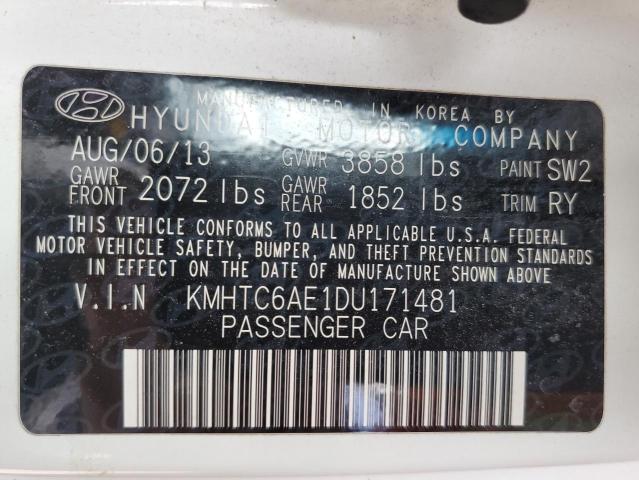 MANUFACTURED IN KOREA BY
HYUNDAI MOTOR COMPANY
AUG/06/13 GVWR 3858 lbs PAINT SW2
GAWR FRONT 2072 lbs GAWR REAR 1852 lbs TRIM RY
THIS VEHICLE CONFORMS TO ALL APPLICABLE U.S.A. FEDERAL
MOTOR VEHICLE SAFETY, BUMPER, AND THEFT PREVENTION STANDARDS
IN EFFECT ON THE DATE OF MANUFACTURE SHOWN ABOVE
V.I.N KMHTC6AE1DU171481
PASSENGER CAR